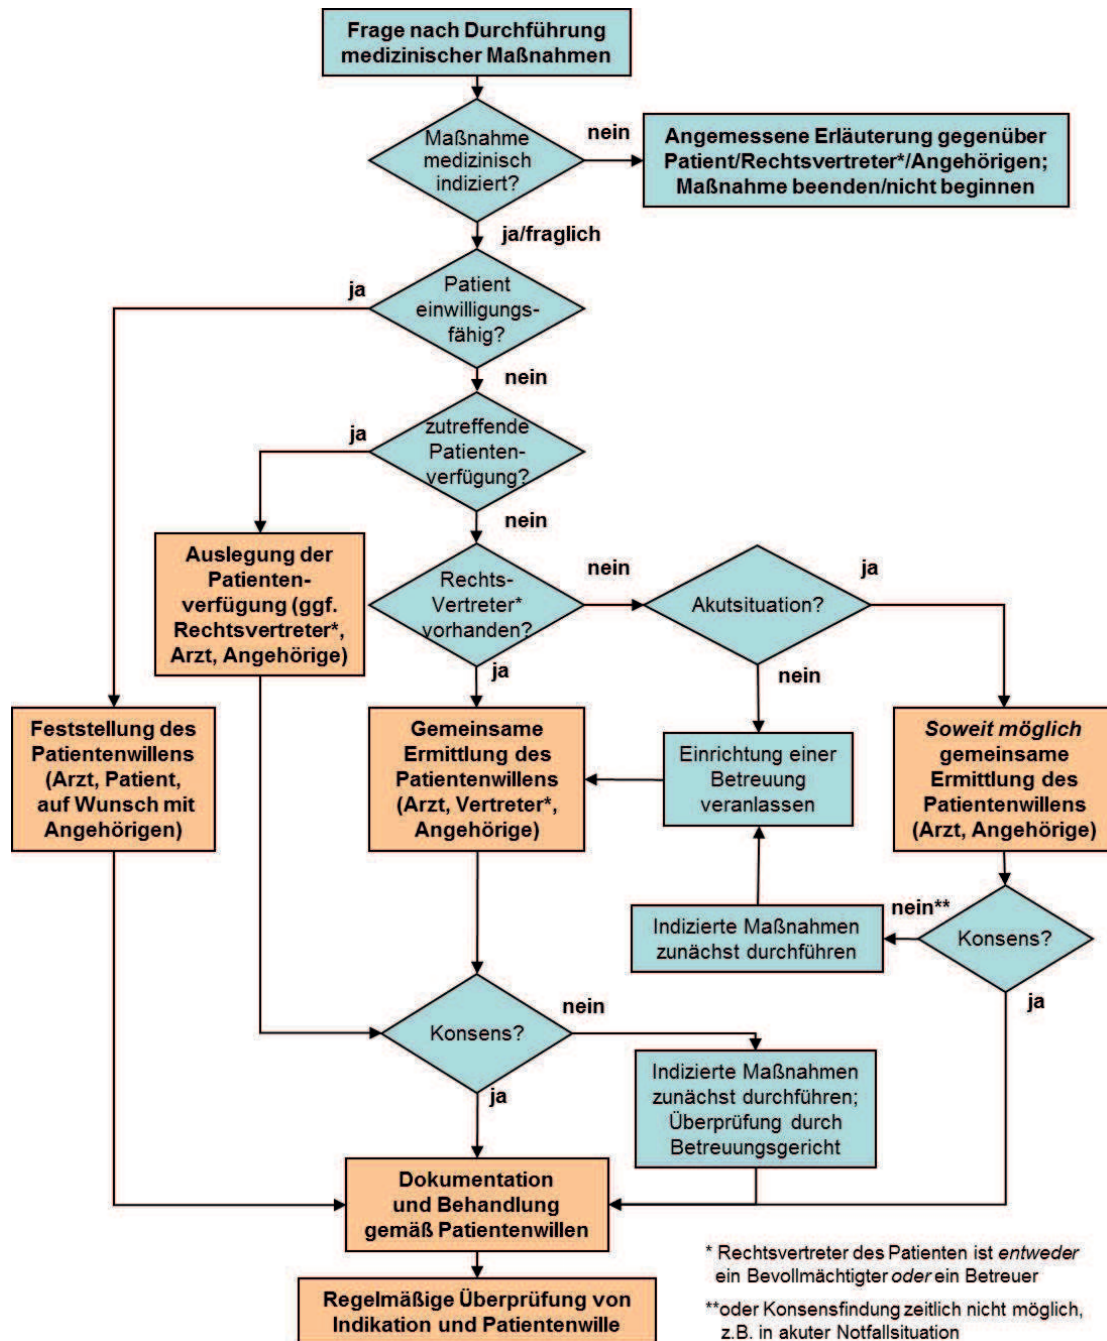 Frage nach Durchführung
medizinischer Maßnahmen
Maßnahme
medizinisch
indiziert?
nein
Angemessene Erläuterung gegenüber
Patient/Rechtsvertreter*/Angehörigen;
Maßnahme beenden/nicht beginnen
ja/fraglich
Patient
einwilligungs-
fähig?
ja
nein
zutreffende
Patienten-
verfügung?
ja
nein
Auslegung der
Patienten-
verfügung (ggf.
Rechtsvertreter*,
Arzt, Angehörige)
Rechts-
Vertreter*
vorhanden?
nein
Akutsituation?
ja
ja
nein
Feststellung des
Patientenwillens
(Arzt, Patient,
auf Wunsch mit
Angehörigen)
Gemeinsame
Ermittlung des
Patientenwillens
(Arzt, Vertreter*,
Angehörige)
Einrichtung einer
Betreuung
veranlassen
Soweit möglich
gemeinsame
Ermittlung des
Patientenwillens
(Arzt, Angehörige)
nein**
Indizierte Maßnahmen
zunächst durchführen
Konsens?
ja
Konsens?
nein
ja
Indizierte Maßnahmen
zunächst durchführen;
Überprüfung durch
Betreuungsgericht
Dokumentation
und Behandlung
gemäß Patientenwillen
Regelmäßige Überprüfung von
Indikation und Patientenwille
* Rechtsvertreter des Patienten ist entweder
ein Bevollmächtigter oder ein Betreuer
**oder Konsensfindung zeitlich nicht möglich,
z.B. in akuter Notfallsituation